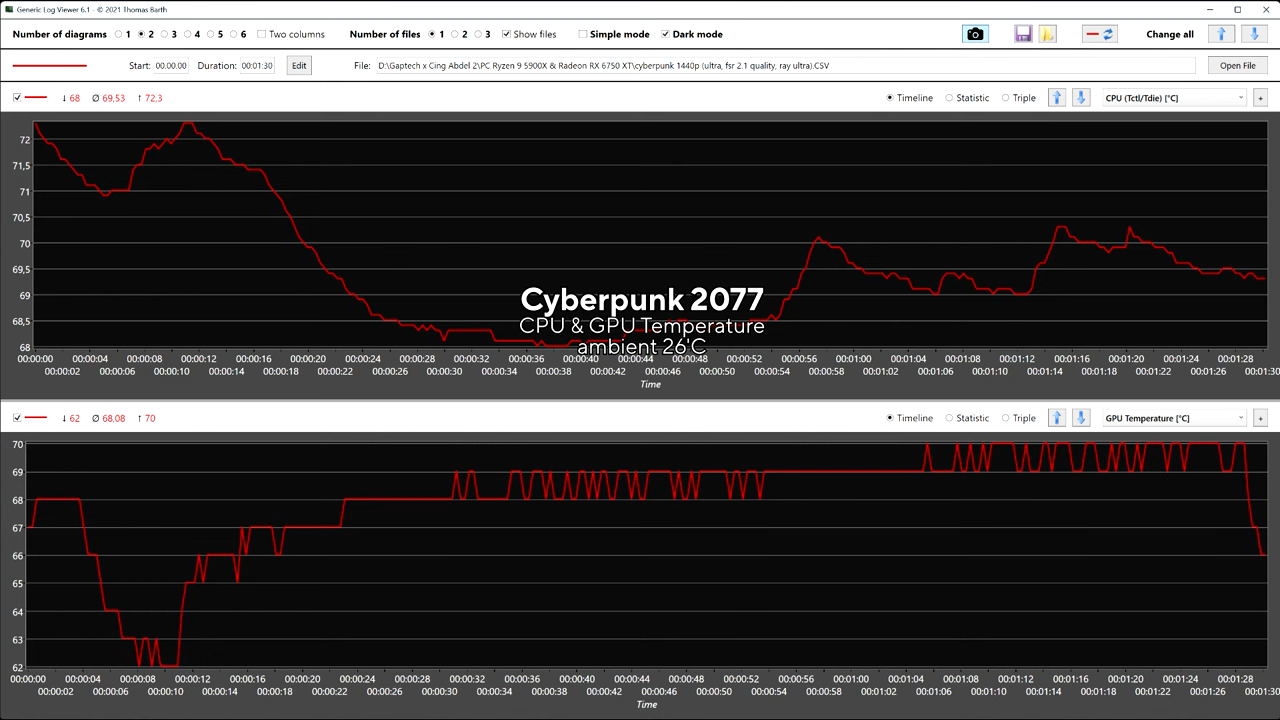 Generic Log Viewer 6.1 - © 2021 Thomas Barth
Number of diagrams 1 2 3 4 5 6 Two columns Number of files 1 2 3 Show files Simple mode Dark mode Change all
Start: 00:00:00 Duration: 00:01:30 Edit File: D:\Gaptech x Cing Abdel 2\PC Ryzen 9 5900X & Radeon RX 6750 XT\cyberpunk 1440p (ultra, fsr 2.1 quality, ray ultra).CSV Open File
↓ 68 Ø 69,53 ↑ 72,3 Timeline Statistic Triple CPU (Tctl/Tdie) [°C] +
72
71,5
71
70,5
70
69,5
69
68,5
68
Cyberpunk 2077
CPU & GPU Temperature
ambient 26'C
00:00:00 00:00:04 00:00:08 00:00:12 00:00:16 00:00:20 00:00:24 00:00:28 00:00:32 00:00:36 00:00:40 00:00:44 00:00:48 00:00:52 00:00:56 00:01:00 00:01:04 00:01:08 00:01:12 00:01:16 00:01:20 00:01:24 00:01:28
00:00:02 00:00:06 00:00:10 00:00:14 00:00:18 00:00:22 00:00:26 00:00:30 00:00:34 00:00:38 00:00:42 00:00:46 00:00:50 00:00:54 00:00:58 00:01:02 00:01:06 00:01:10 00:01:14 00:01:18 00:01:22 00:01:26 00:01:30
Time
↓ 62 Ø 68,08 ↑ 70 Timeline Statistic Triple GPU Temperature [°C] +
70
69
68
67
66
65
64
63
62
00:00:00 00:00:04 00:00:08 00:00:12 00:00:16 00:00:20 00:00:24 00:00:28 00:00:32 00:00:36 00:00:40 00:00:44 00:00:48 00:00:52 00:00:56 00:01:00 00:01:04 00:01:08 00:01:12 00:01:16 00:01:20 00:01:24 00:01:28
00:00:02 00:00:06 00:00:10 00:00:14 00:00:18 00:00:22 00:00:26 00:00:30 00:00:34 00:00:38 00:00:42 00:00:46 00:00:50 00:00:54 00:00:58 00:01:02 00:01:06 00:01:10 00:01:14 00:01:18 00:01:22 00:01:26 00:01:30
Time